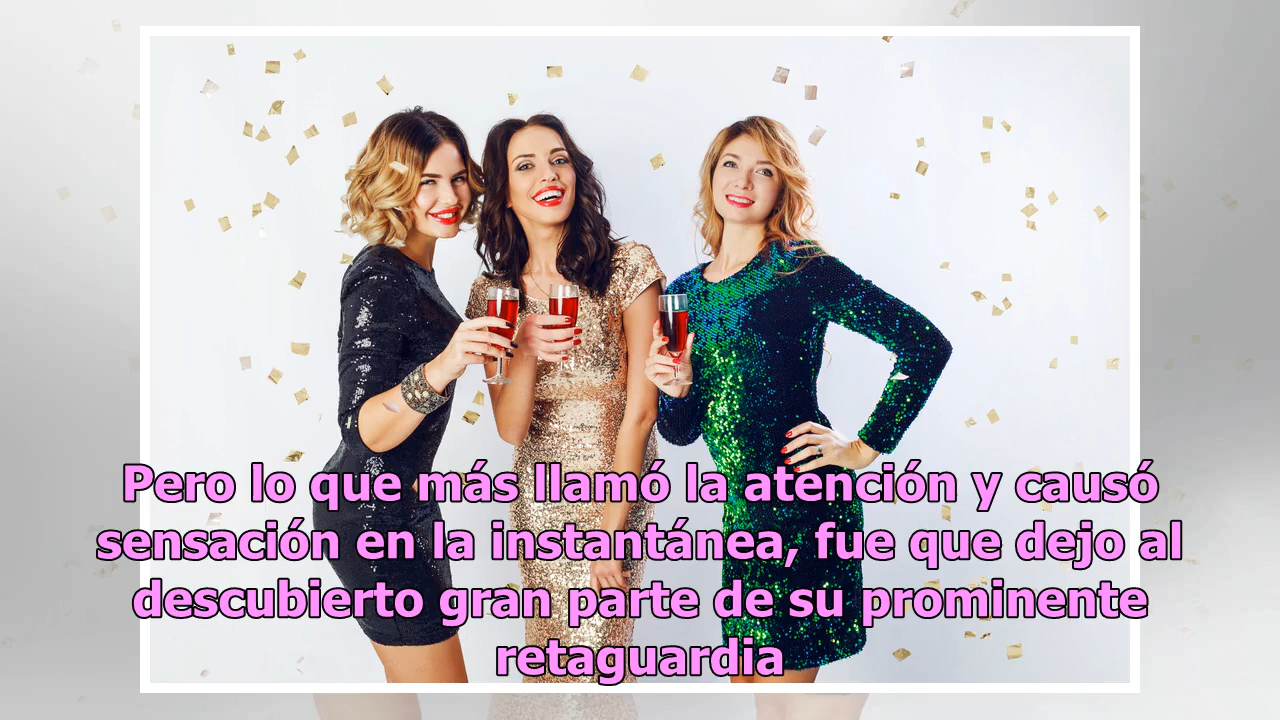 Pero lo que más llamó la atención y causó
sensación en la instantánea, fue que dejo al
descubierto gran parte de su prominente
retaguardia